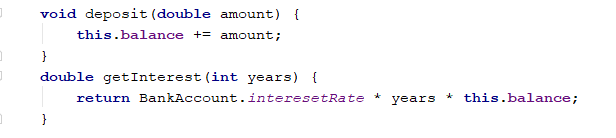 void deposit(double amount) {
    this.balance += amount;
}
double getInterest(int years) {
    return BankAccount.interesetRate * years * this.balance;
}